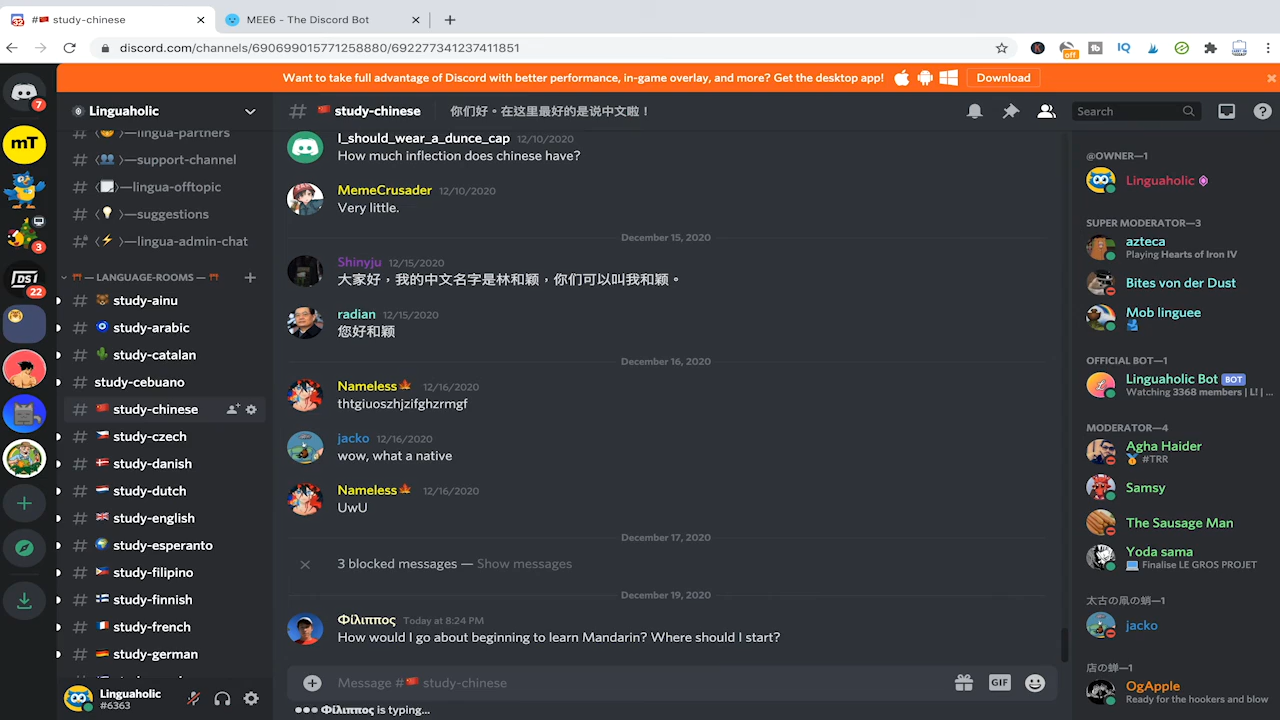 #🇨🇳 study-chinese
MEE6 - The Discord Bot
discord.com/channels/690699015771258880/692277341237411851
off
IQ
Want to take full advantage of Discord with better performance, in-game overlay, and more? Get the desktop app!
Download
7
mT
3
DS1
22
Linguaholic
—lingua-partners
—support-channel
—lingua-offtopic
—suggestions
—lingua-admin-chat
— LANGUAGE-ROOMS —
study-ainu
study-arabic
study-catalan
study-cebuano
study-chinese
study-czech
study-danish
study-dutch
study-english
study-esperanto
study-filipino
study-finnish
study-french
study-german
Linguaholic
#6363
# 🇨🇳 study-chinese
你们好。在这里最好的是说中文啦！
Search
I_should_wear_a_dunce_cap 12/10/2020
How much inflection does chinese have?
MemeCrusader 12/10/2020
Very little.
December 15, 2020
Shinyju 12/15/2020
大家好，我的中文名字是林和颖，你们可以叫我和颖。
radian 12/15/2020
您好和颖
December 16, 2020
Nameless🍁 12/16/2020
thtgiuoszhjzifghzrmgf
jacko 12/16/2020
wow, what a native
Nameless🍁 12/16/2020
UwU
December 17, 2020
3 blocked messages — Show messages
December 19, 2020
Φίλιππος Today at 8:24 PM
How would I go about beginning to learn Mandarin? Where should I start?
Message #🇨🇳 study-chinese
GIF
Φίλιππος is typing...
@OWNER—1
Linguaholic
SUPER MODERATOR—3
azteca
Playing Hearts of Iron IV
Bites von der Dust
Mob linguee
OFFICIAL BOT—1
Linguaholic Bot BOT
Watching 3368 members | L! | ...
MODERATOR—4
Agha Haider
#TRR
Samsy
The Sausage Man
Yoda sama
Finalise LE GROS PROJET
太古の凧の蛸—1
jacko
店の蝉—1
OgApple
Ready for the hookers and blow